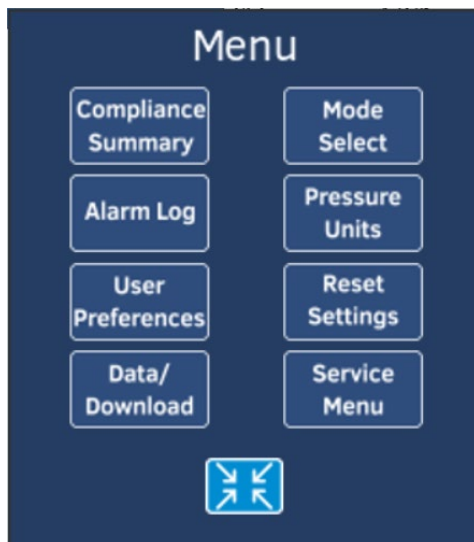 Menu
Compliance
Summary
Mode
Select
Alarm Log
Pressure
Units
User
Preferences
Reset
Settings
Data/
Download
Service
Menu